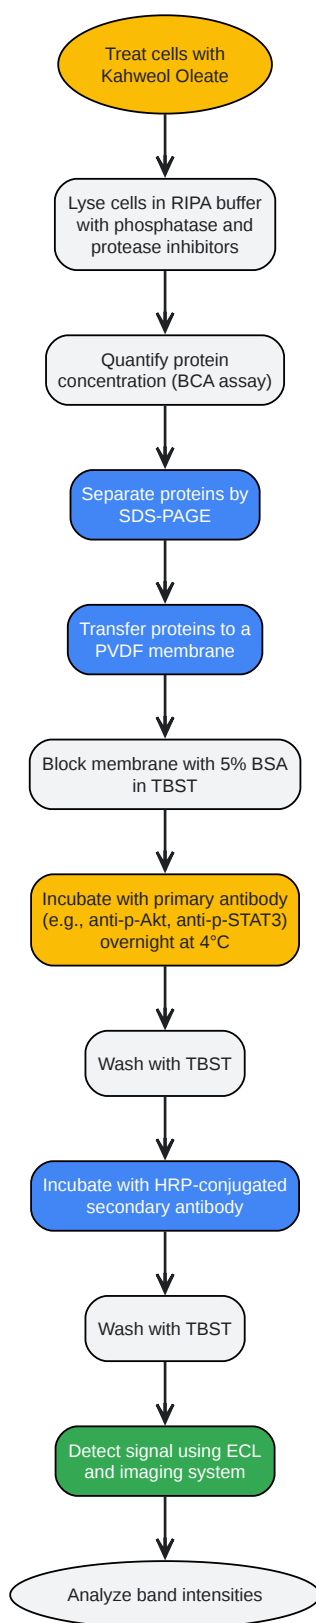 Treat cells with
Kahweol Oleate
Lyse cells in RIPA buffer
with phosphatase and
protease inhibitors
Quantify protein
concentration (BCA assay)
Separate proteins by
SDS-PAGE
Transfer proteins to a
PVDF membrane
Block membrane with 5% BSA
in TBST
Incubate with primary antibody
(e.g., anti-p-Akt, anti-p-STAT3)
overnight at 4°C
Wash with TBST
Incubate with HRP-conjugated
secondary antibody
Wash with TBST
Detect signal using ECL
and imaging system
Analyze band intensities